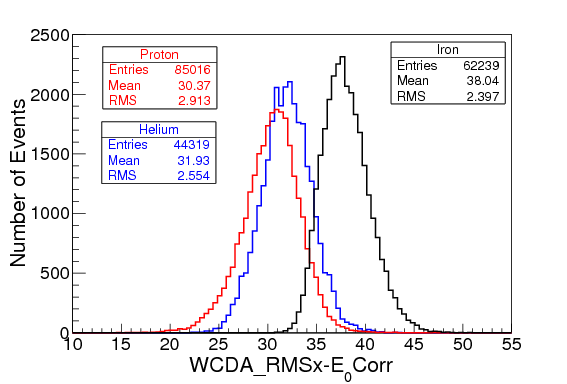 2500
2000
1500
1000
500
0
Number of Events
Proton
Entries 85016
Mean 30.37
RMS 2.913
Helium
Entries 44319
Mean 31.93
RMS 2.554
Iron
Entries 62239
Mean 38.04
RMS 2.397
10 15 20 25 30 35 40 45 50 55
WCDA_RMSx-E0Corr